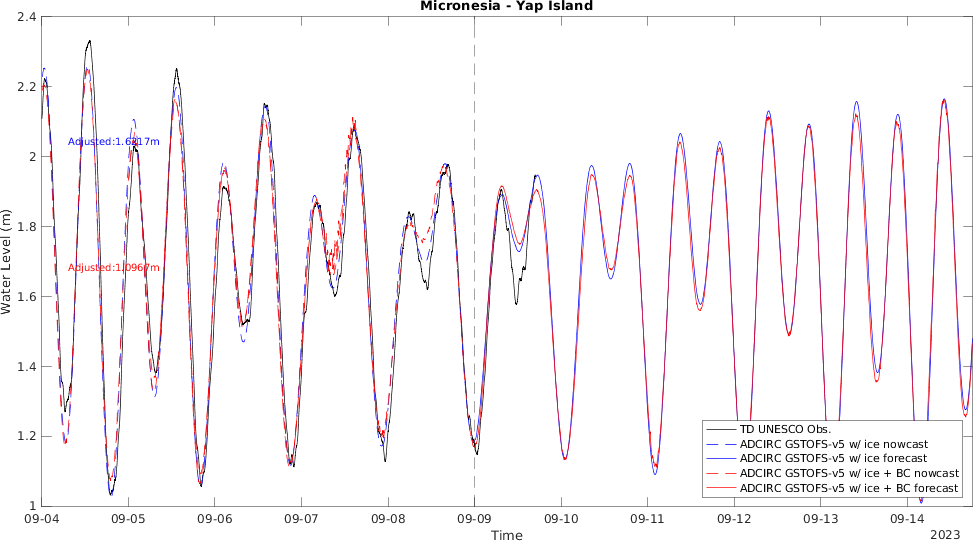 Micronesia - Yap Island
2.4
2.2
2
1.8
1.6
1.4
1.2
1
Water Level (m)
Adjusted:1.6217m
Adjusted:1.0967m
TD UNESCO Obs.
ADCIRC GSTOFS-v5 w/ ice nowcast
ADCIRC GSTOFS-v5 w/ ice forecast
ADCIRC GSTOFS-v5 w/ ice + BC nowcast
ADCIRC GSTOFS-v5 w/ ice + BC forecast
09-04 09-05 09-06 09-07 09-08 09-09 09-10 09-11 09-12 09-13 09-14
Time
2023